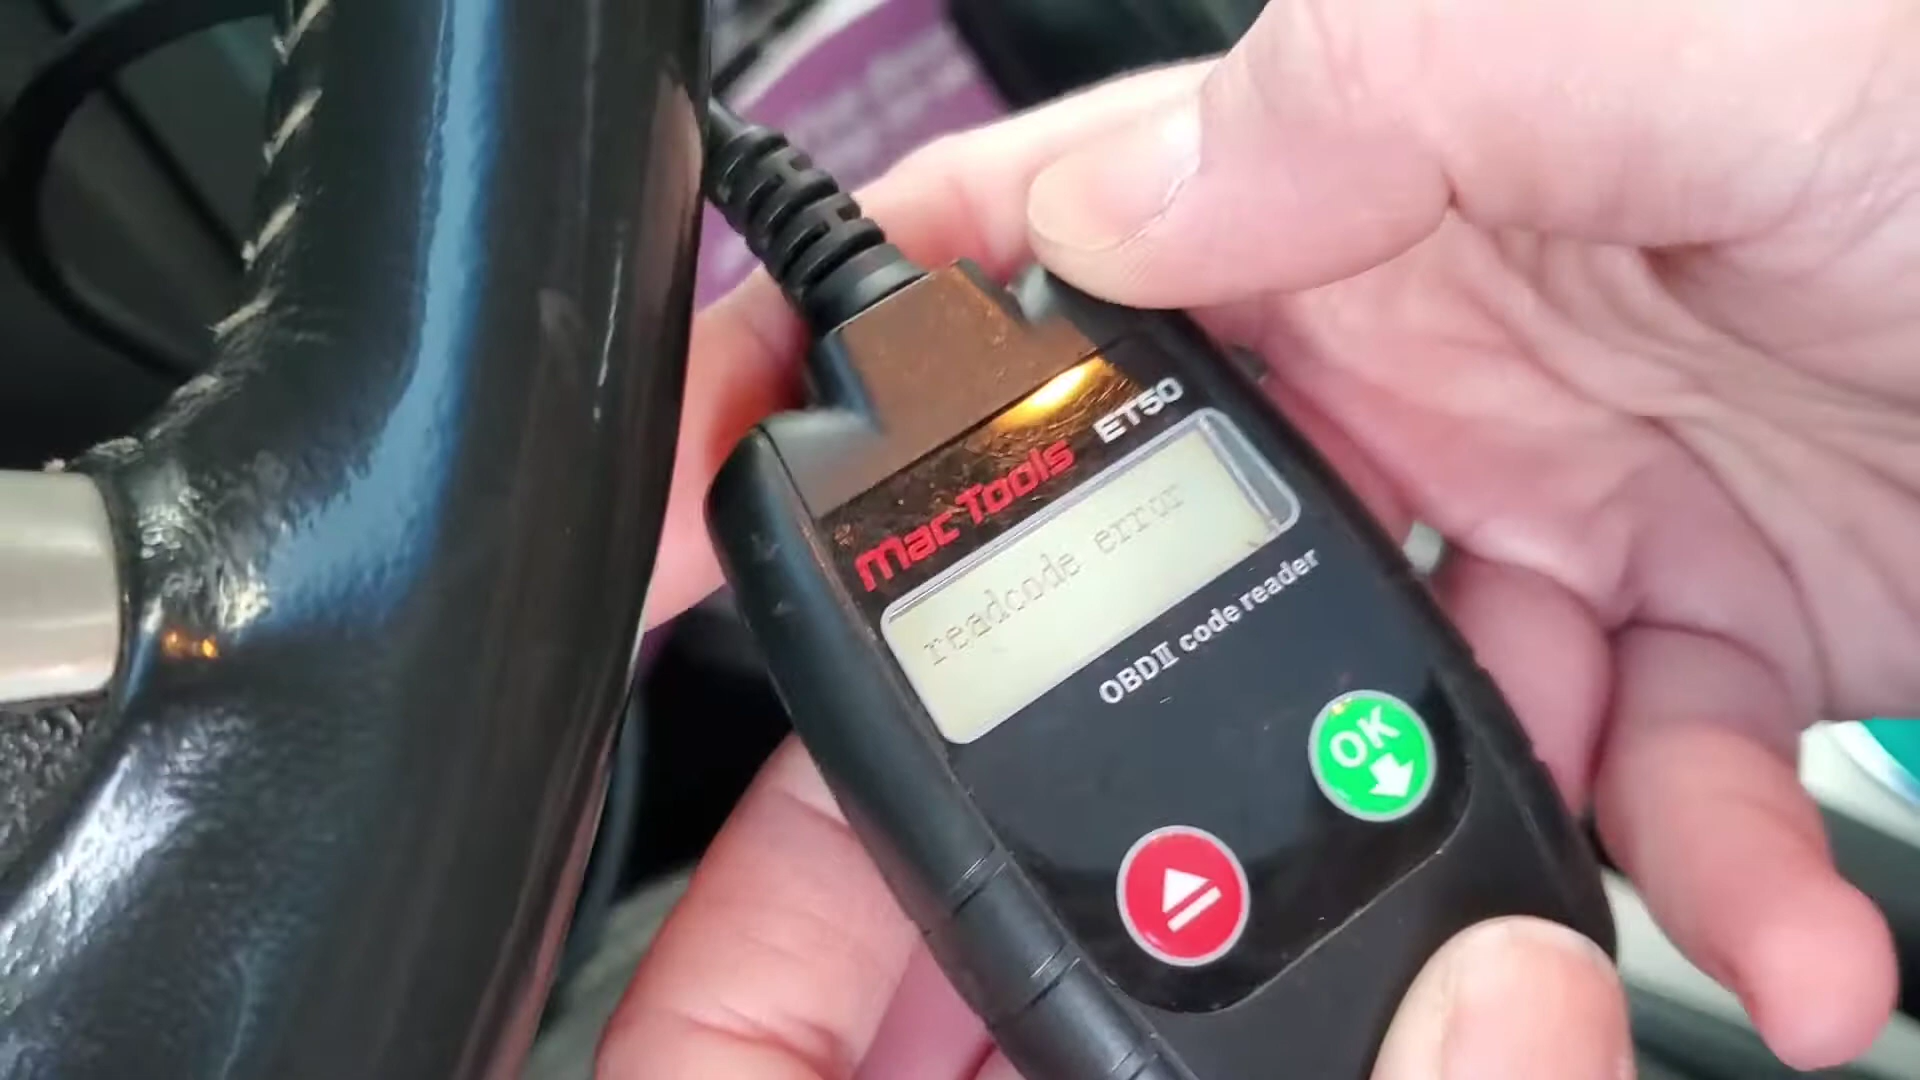 Mac Tools ET50
readcode error
OBDII code reader
OK